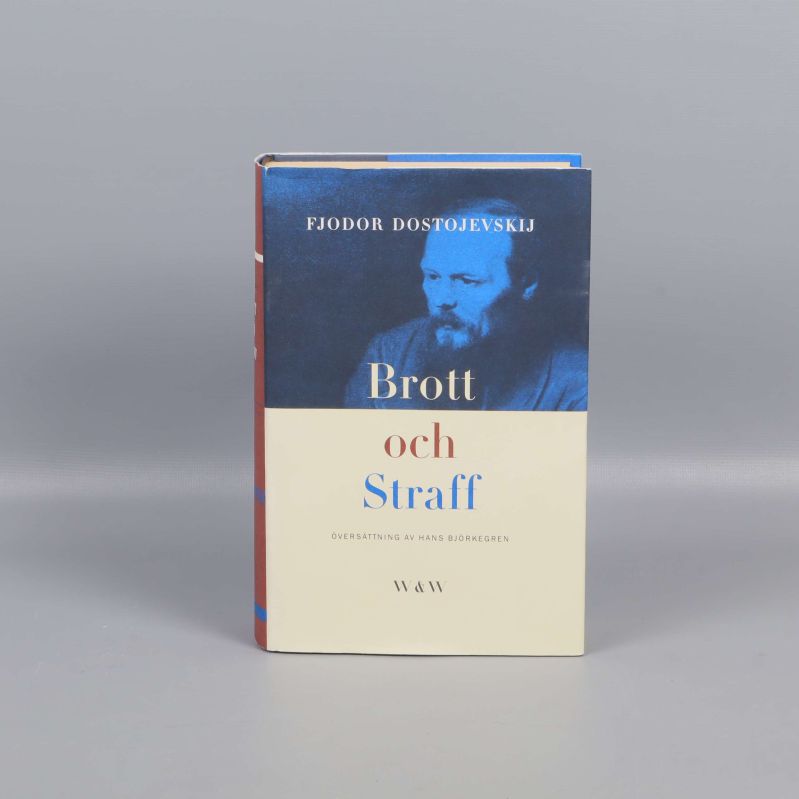 FJODOR DOSTOJEVSKIJ
Brott
och
Straff
ÖVERSÄTTNING AV HANS BJÖRKEGREN
W&W